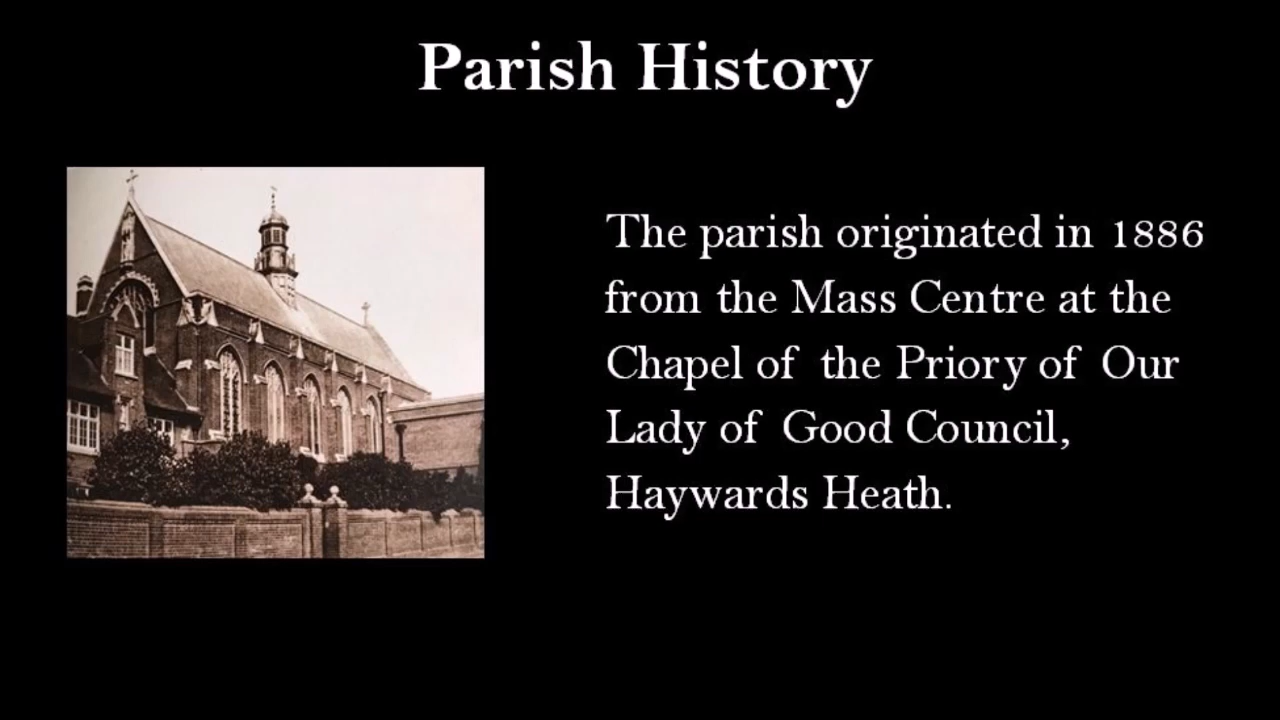 Parish History
The parish originated in 1886
from the Mass Centre at the
Chapel of the Priory of Our
Lady of Good Council,
Haywards Heath.